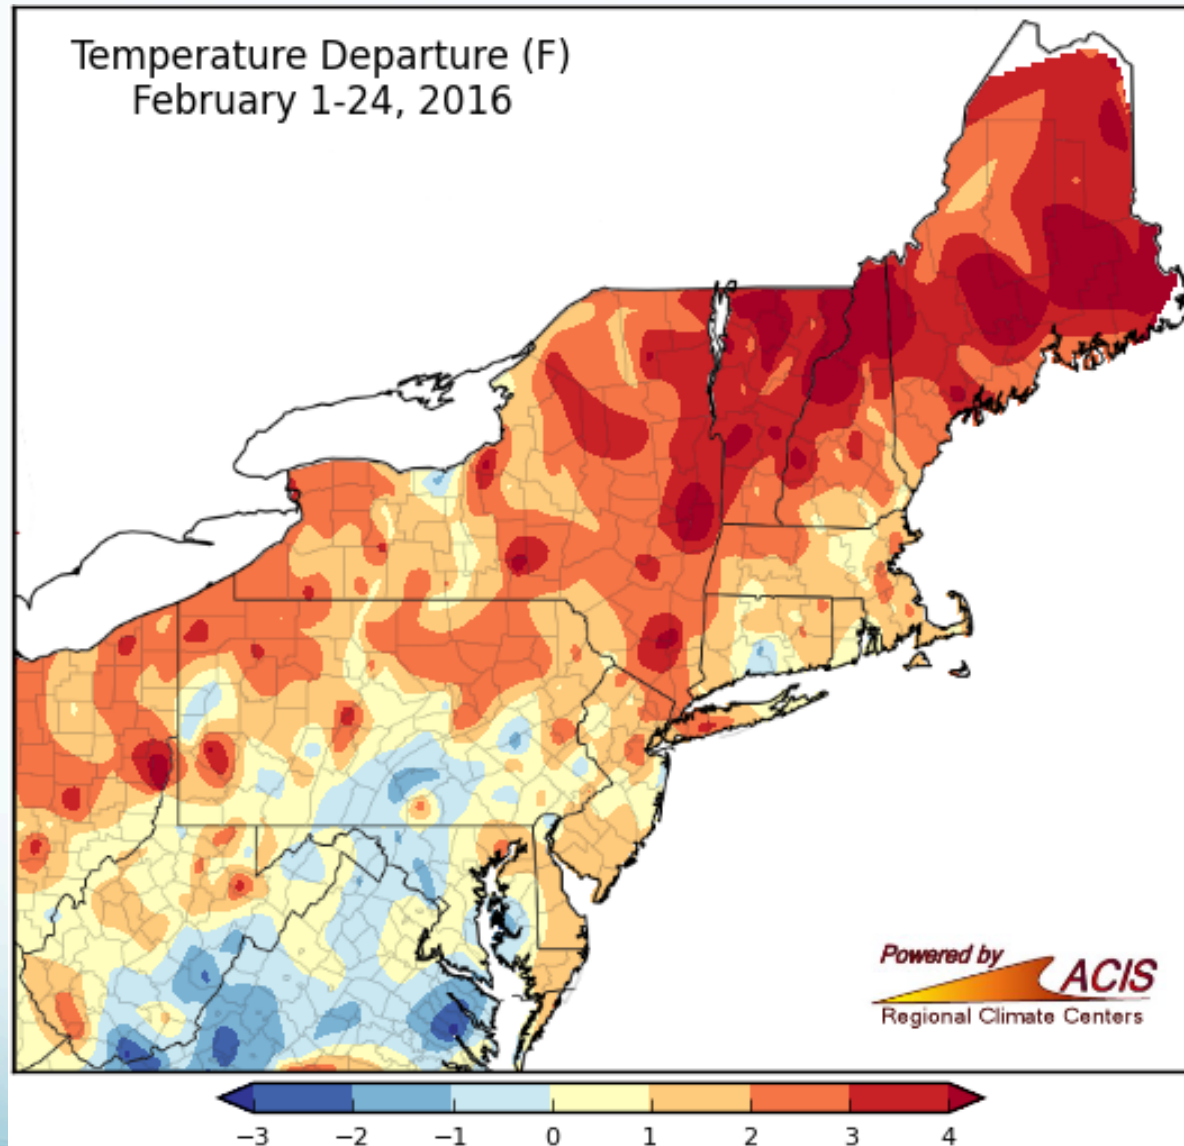 Temperature Departure (F)
February 1-24, 2016
Powered by
ACIS
Regional Climate Centers
−3 −2 −1 0 1 2 3 4